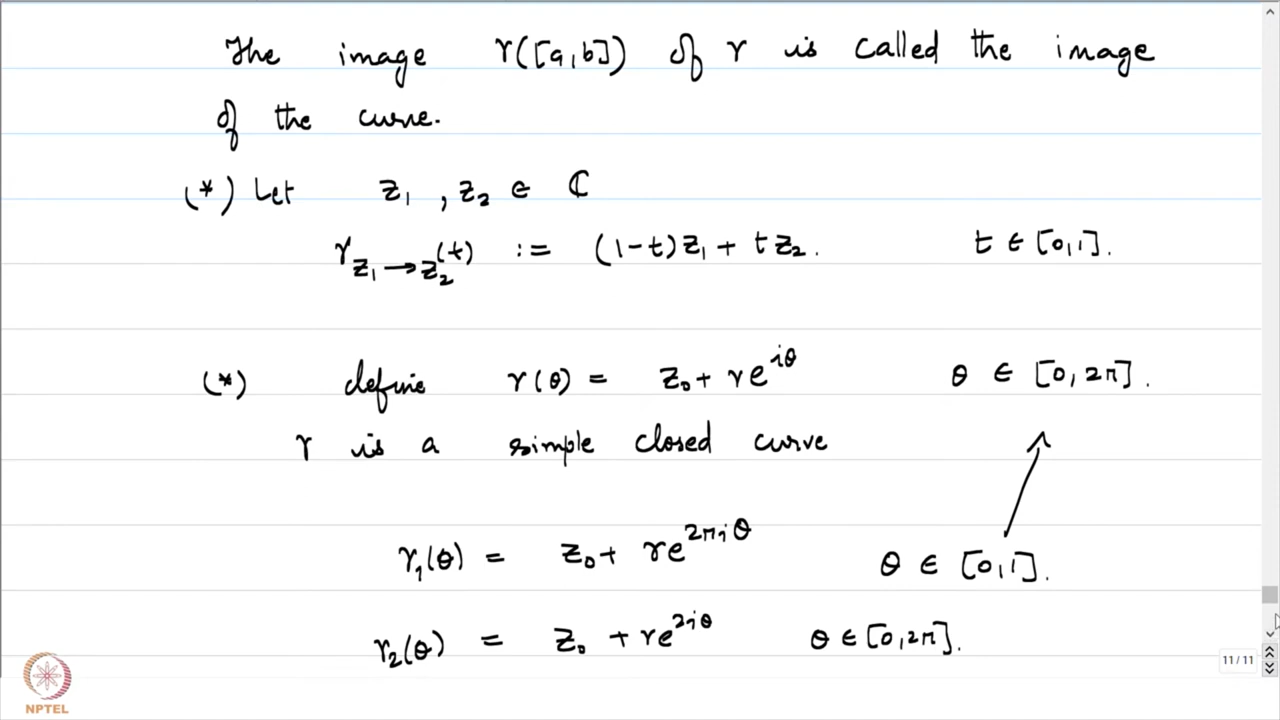 The image γ([a,b]) of γ is called the image
of the curve.
(*) Let z₁, z₂ ∈ ℂ
γ_{z₁→z₂}(t) := (1-t)z₁ + t z₂. t ∈ [0,1].
(*) define γ(θ) = z₀ + re^{iθ} θ ∈ [0, 2π].
γ is a simple closed curve
γ₁(θ) = z₀ + re^{2πiθ} θ ∈ [0,1].
γ₂(θ) = z₀ + re^{2iθ} θ ∈ [0,2π].
11/11
NPTEL